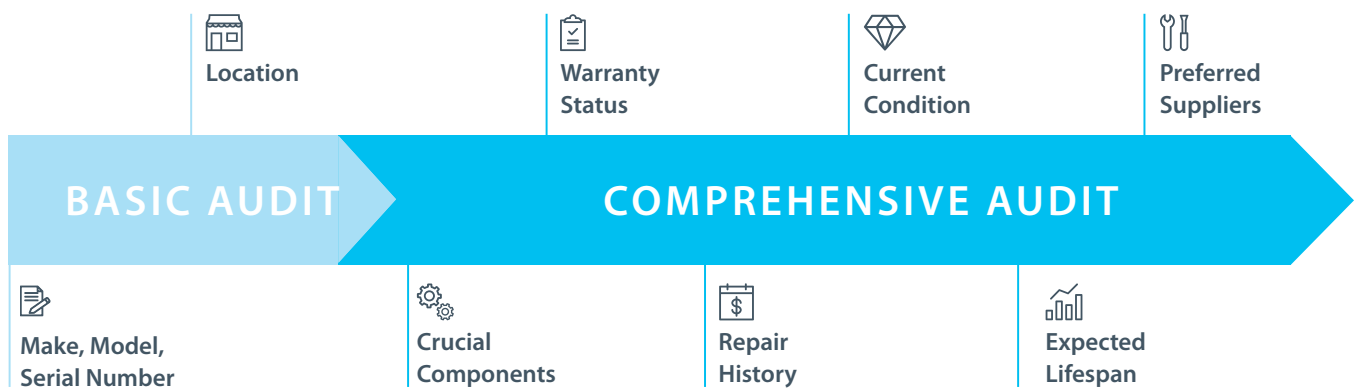 Location
Warranty
Status
Current
Condition
Preferred
Suppliers
BASIC AUDIT
COMPREHENSIVE AUDIT
$
Make, Model,
Serial Number
Crucial
Components
Repair
History
Expected
Lifespan